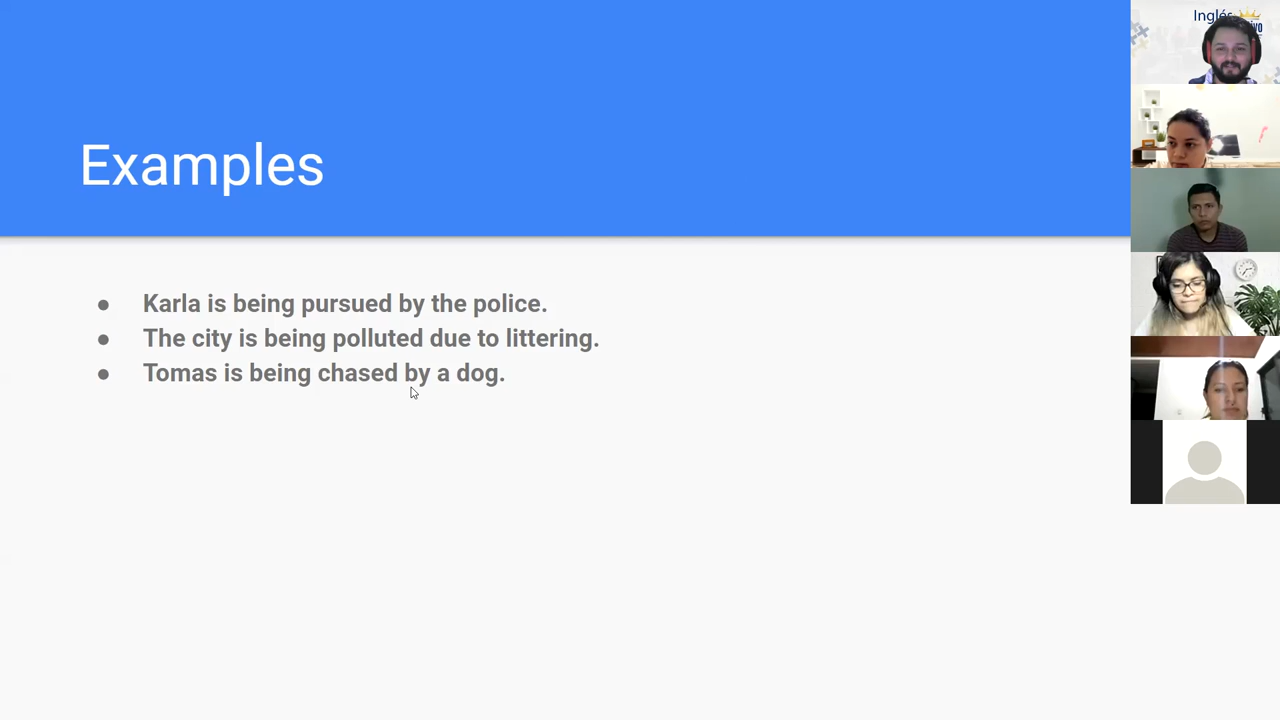 Examples
Karla is being pursued by the police.
The city is being polluted due to littering.
Tomas is being chased by a dog.
Inglés